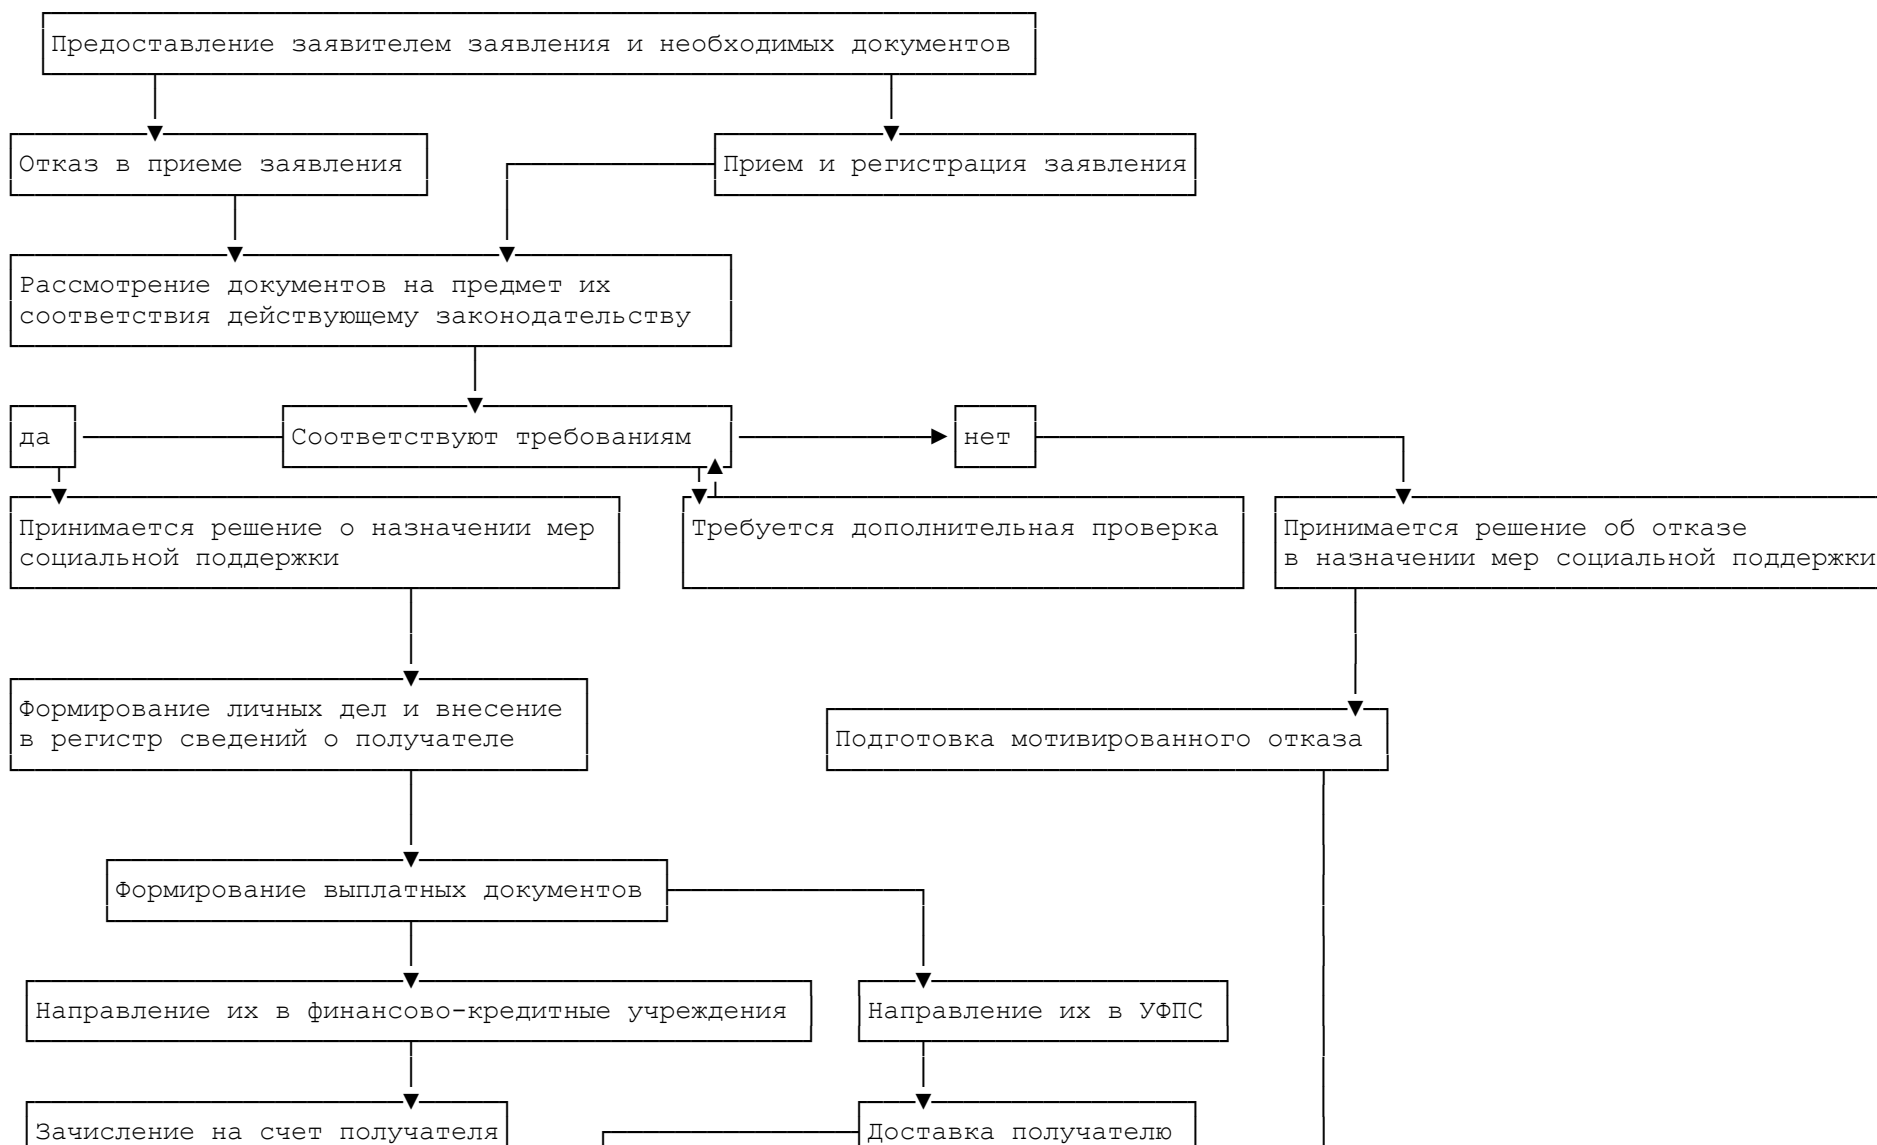 Предоставление заявителем заявления и необходимых документов
Отказ в приеме заявления
Прием и регистрация заявления
Рассмотрение документов на предмет их
соответствия действующему законодательству
да
Соответствуют требованиям
нет
Принимается решение о назначении мер
социальной поддержки
Требуется дополнительная проверка
Принимается решение об отказе
в назначении мер социальной поддержки
Формирование личных дел и внесение
в регистр сведений о получателе
Подготовка мотивированного отказа
Формирование выплатных документов
Направление их в финансово-кредитные учреждения
Направление их в УФПС
Зачисление на счет получателя
Доставка получателю